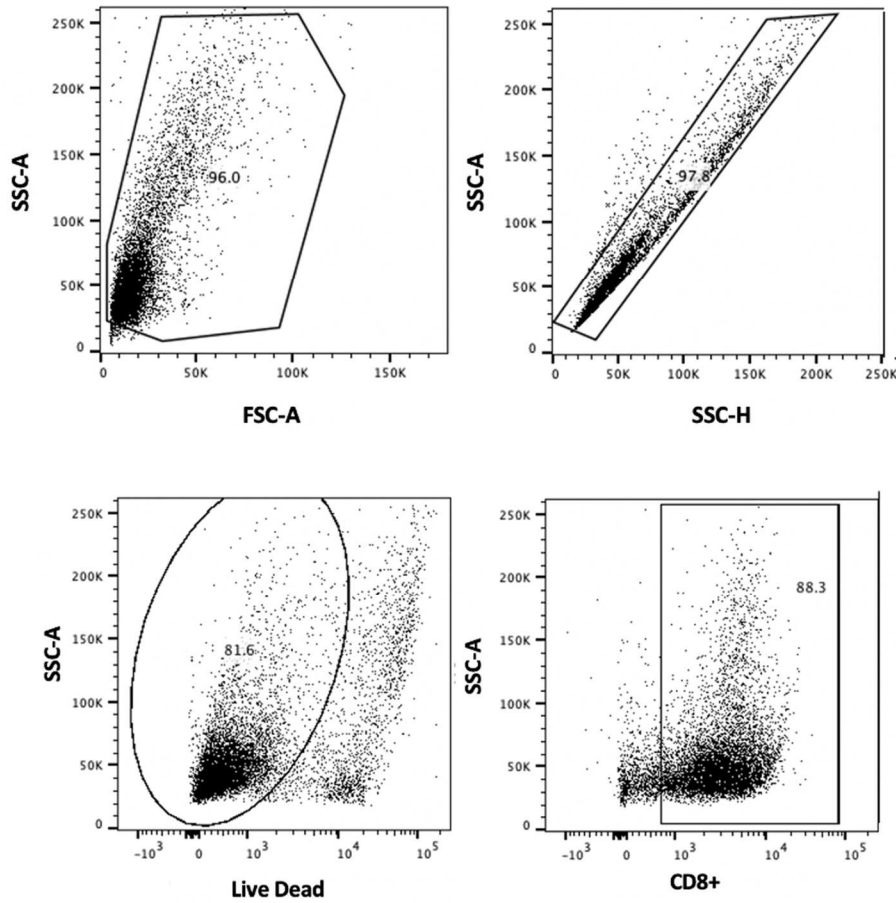 250K
200K
150K
100K
50K
0
SSC-A
96.0
0 50K 100K 150K
FSC-A
250K
200K
150K
100K
50K
0
SSC-A
97.8
0 50K 100K 150K 200K 250K
SSC-H
250K
200K
150K
100K
50K
0
SSC-A
81.6
-10³ 0 10³ 10⁴ 10⁵
Live Dead
250K
200K
150K
100K
50K
0
SSC-A
88.3
-10³ 0 10³ 10⁴ 10⁵
CD8+